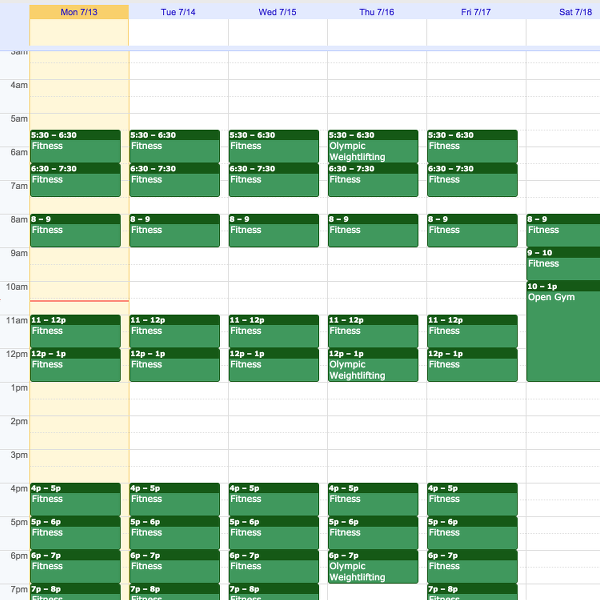 Mon 7/13 Tue 7/14 Wed 7/15 Thu 7/16 Fri 7/17 Sat 7/18
3am
4am
5am
5:30 – 6:30 5:30 – 6:30 5:30 – 6:30 5:30 – 6:30 5:30 – 6:30
Fitness Fitness Fitness Olympic Fitness
6am Weightlifting
6:30 – 7:30 6:30 – 7:30 6:30 – 7:30 6:30 – 7:30 6:30 – 7:30
Fitness Fitness Fitness Fitness Fitness
7am
8am 8 – 9 8 – 9 8 – 9 8 – 9 8 – 9 8 – 9
Fitness Fitness Fitness Fitness Fitness Fitness
9am 9 – 10
Fitness
10am 10 – 1p
Open Gym
11am 11 – 12p 11 – 12p 11 – 12p 11 – 12p 11 – 12p
Fitness Fitness Fitness Fitness Fitness
12pm 12p – 1p 12p – 1p 12p – 1p 12p – 1p 12p – 1p
Fitness Fitness Fitness Olympic Fitness
Weightlifting
1pm
2pm
3pm
4pm 4p – 5p 4p – 5p 4p – 5p 4p – 5p 4p – 5p
Fitness Fitness Fitness Fitness Fitness
5pm 5p – 6p 5p – 6p 5p – 6p 5p – 6p 5p – 6p
Fitness Fitness Fitness Fitness Fitness
6pm 6p – 7p 6p – 7p 6p – 7p 6p – 7p 6p – 7p
Fitness Fitness Fitness Olympic Fitness
Weightlifting
7pm 7p – 8p 7p – 8p 7p – 8p 7p – 8p
Fitness Fitness Fitness Fitness